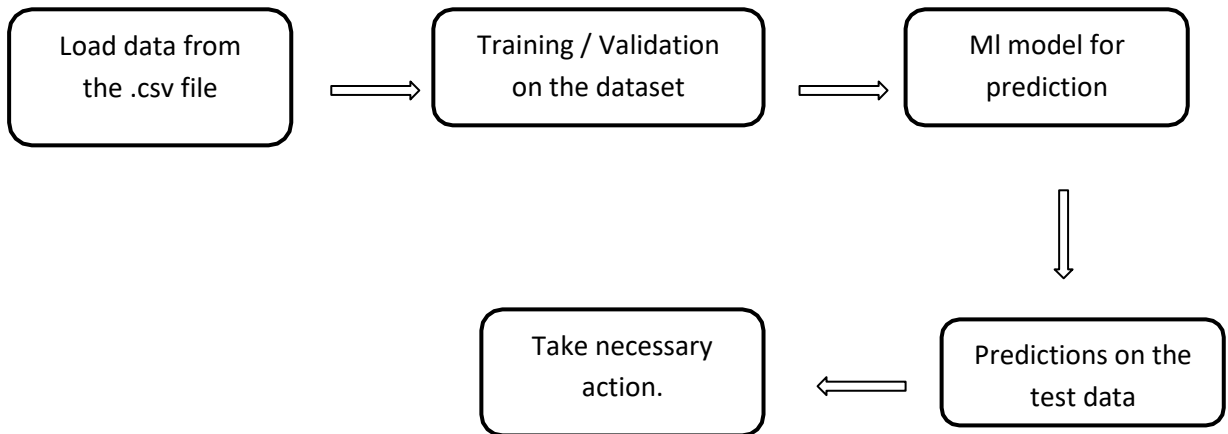 Load data from
the .csv file
Training / Validation
on the dataset
Ml model for
prediction
Predictions on the
test data
Take necessary
action.